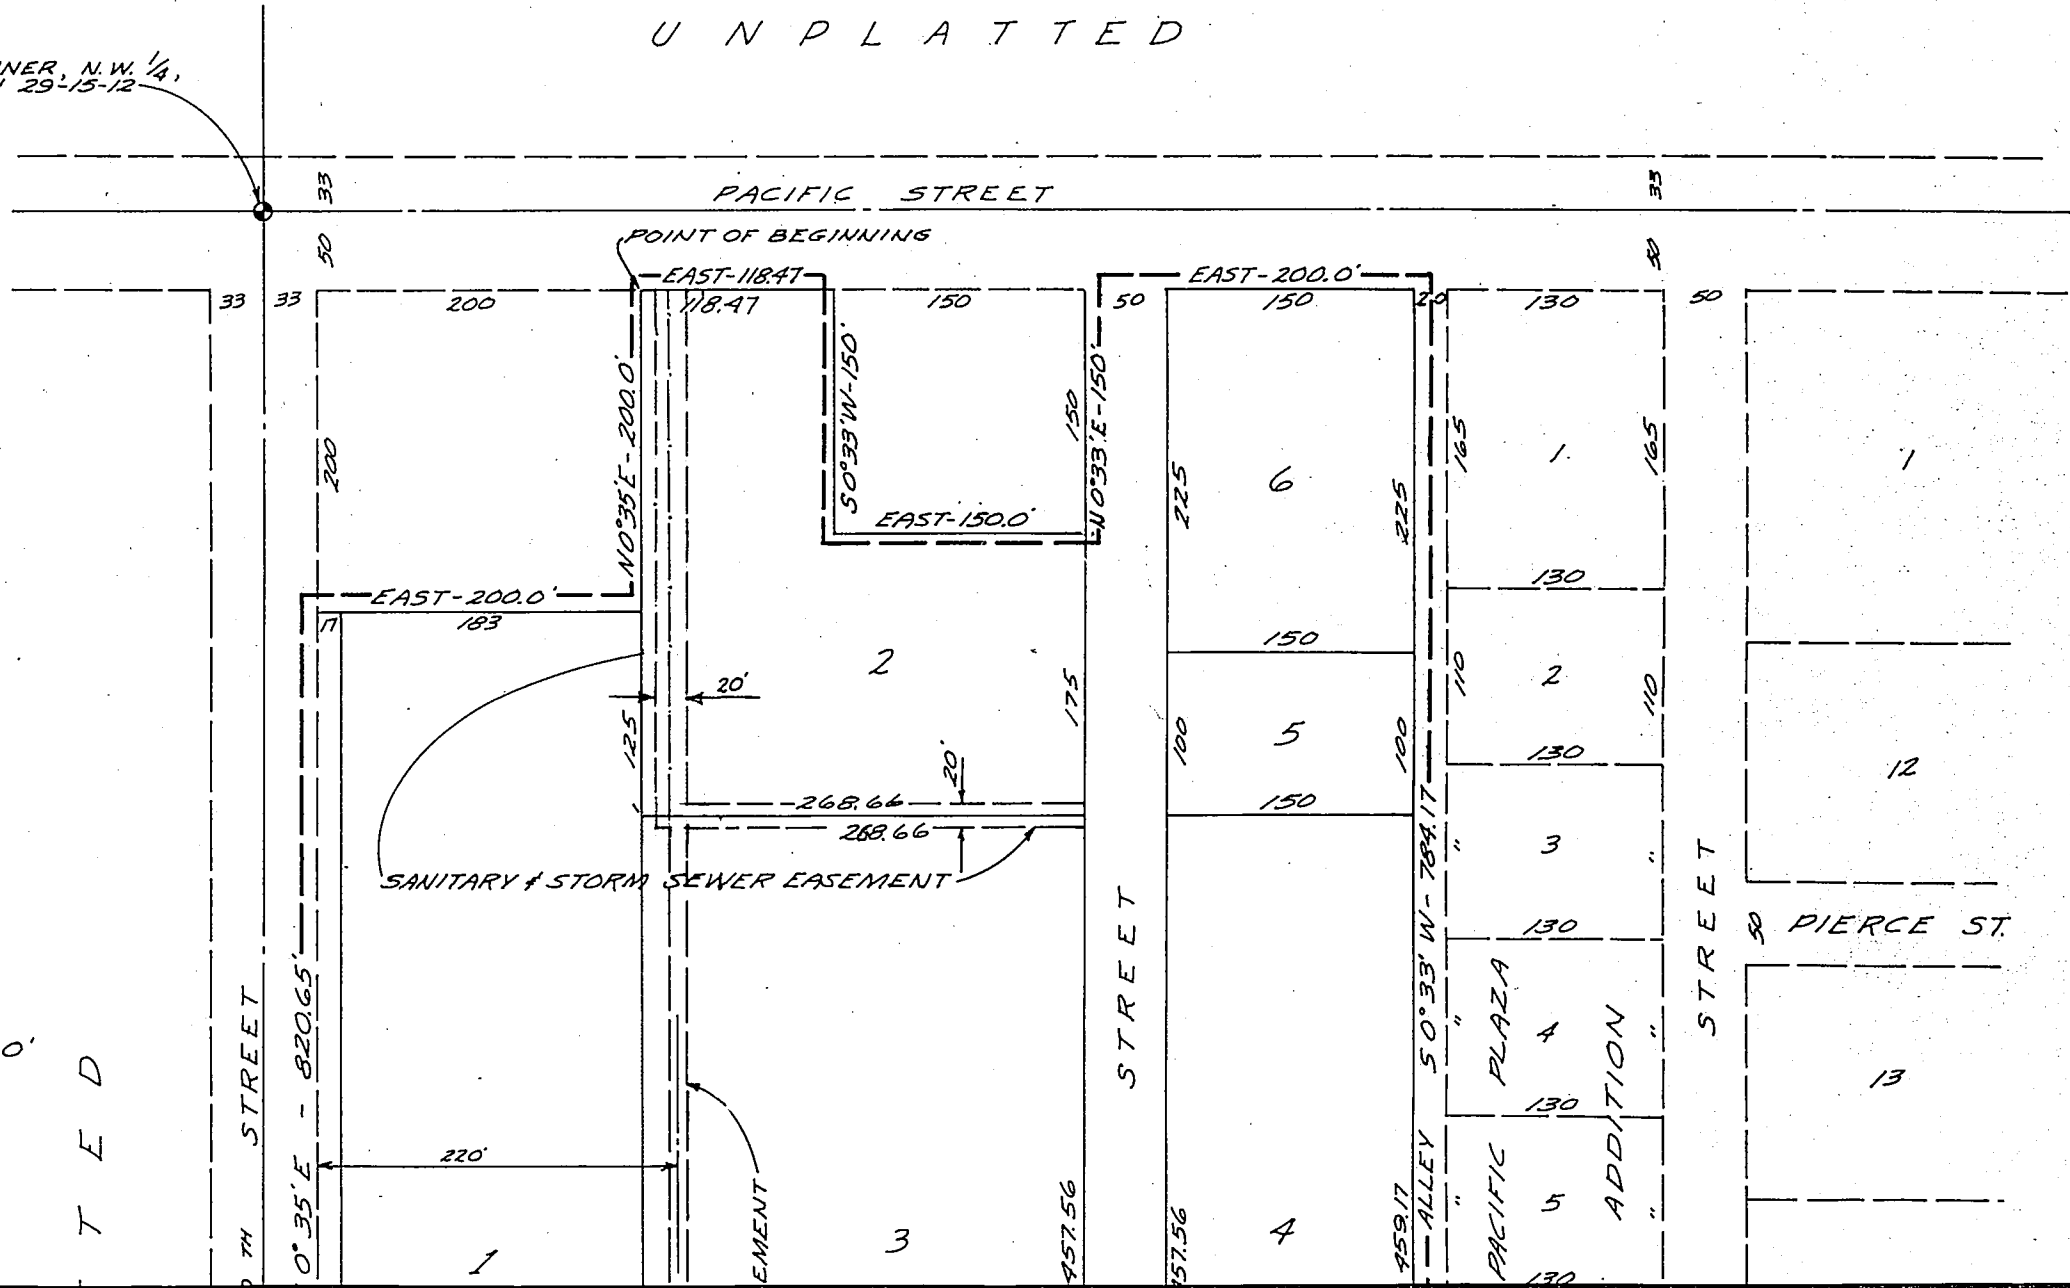 UNPLATTED
NER, N.W. 1/4,
29-15-12
33
33
PACIFIC STREET
50
50
POINT OF BEGINNING
EAST-118.47
EAST-200.0'
33
33
200
118.47
150
50
150
20
130
50
200
N0°35'E-200.0'
S0°33'W-150'
150
N0°33'E-150'
225
6
225
165
1
165
1
EAST-150.0'
EAST-200.0'
130
17
183
2
150
110
2
110
20'
175
125
5
100
100
130
12
20'
268.66
150
268.66
3
"
"
SANITARY & STORM SEWER EASEMENT
STREET
S0°33'W-784.17
ALLEY
130
STREET
50
PIERCE ST.
0'
TED
TH STREET
0°35'E - 820.65'
PACIFIC PLAZA
ADDITION
"
4
"
130
13
220'
EMENT
1
3
457.56
457.56
4
459.17
"
5
"
130